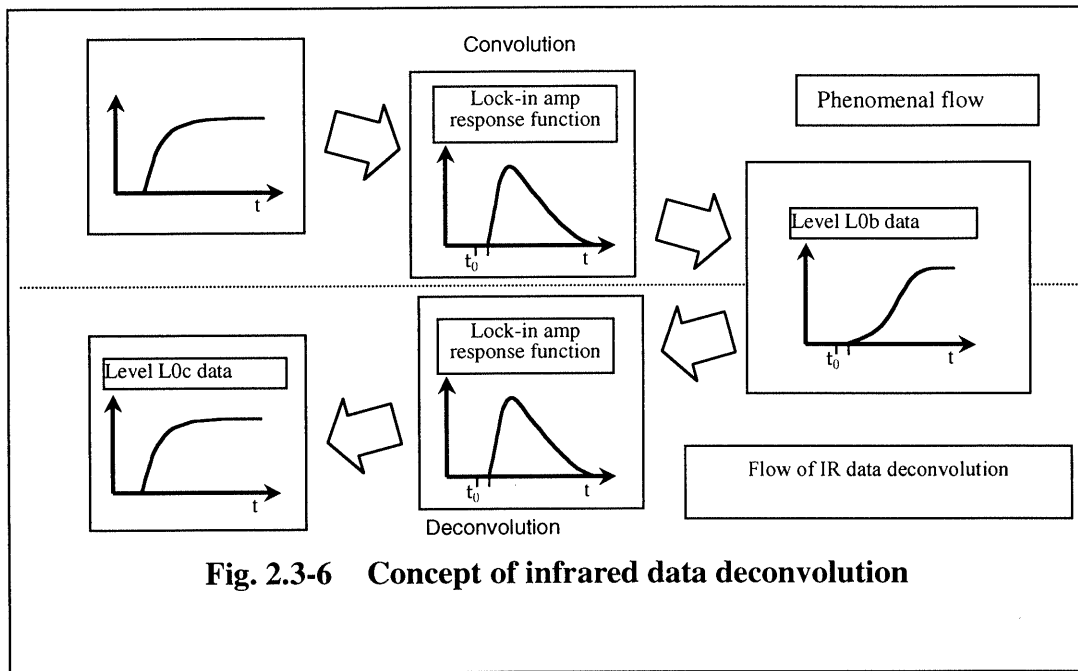 Convolution
t
Lock-in amp
response function
t₀
t
Phenomenal flow
Level L0b data
t₀
t
Level L0c data
t
Lock-in amp
response function
t₀
t
Deconvolution
Flow of IR data deconvolution
Fig. 2.3-6 Concept of infrared data deconvolution